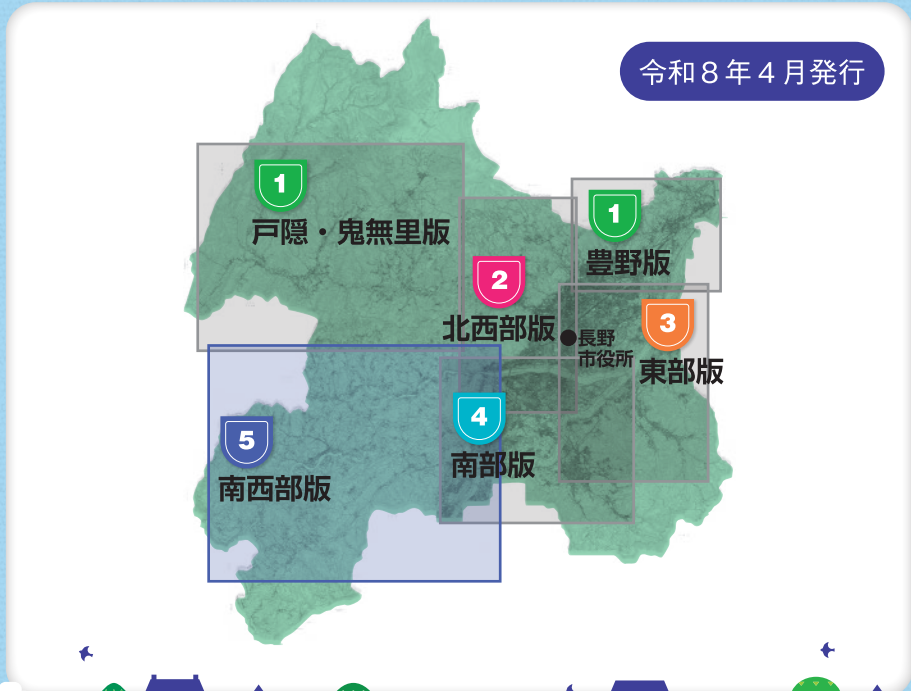 令和８年４月発行
1
戸隠・鬼無里版
1
豊野版
2
北西部版
長野
市役所
3
東部版
4
南部版
5
南西部版